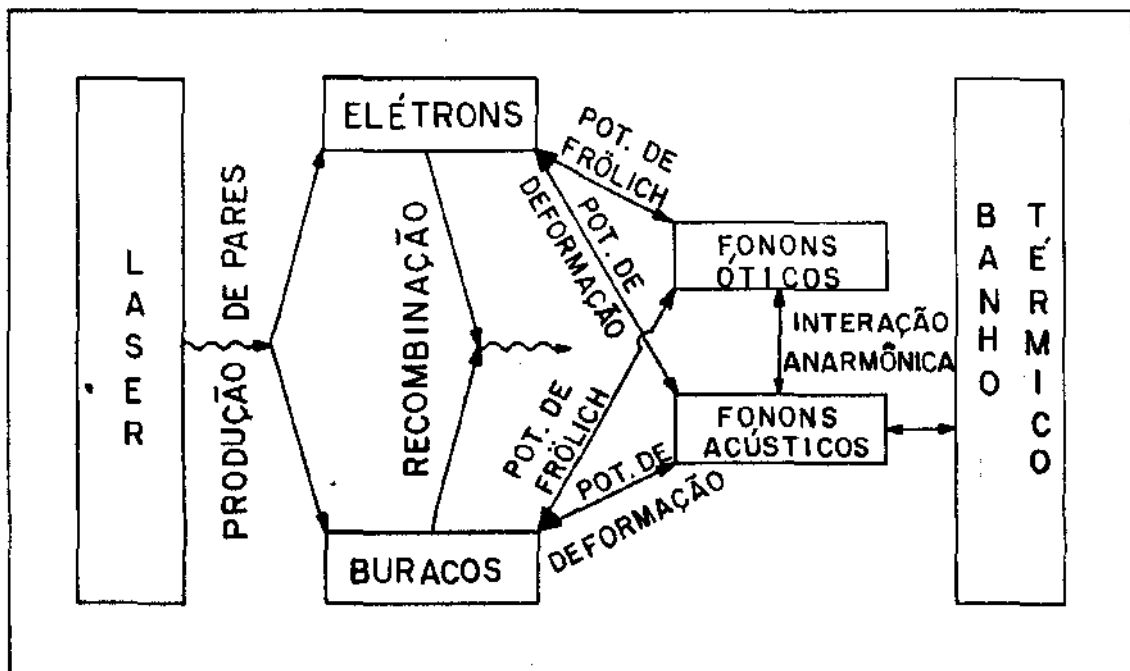 LASER
PRODUÇÃO DE PARES
ELÉTRONS
RECOMBINAÇÃO
BURACOS
POT. DE
FRÖLICH
POT. DE
DEFORMAÇÃO
FONONS
ÓTICOS
INTERAÇÃO
ANARMÔNICA
POT. DE
FRÖLICH
FONONS
ACÚSTICOS
POT. DE
DEFORMAÇÃO
BANHO
TÉRMICO